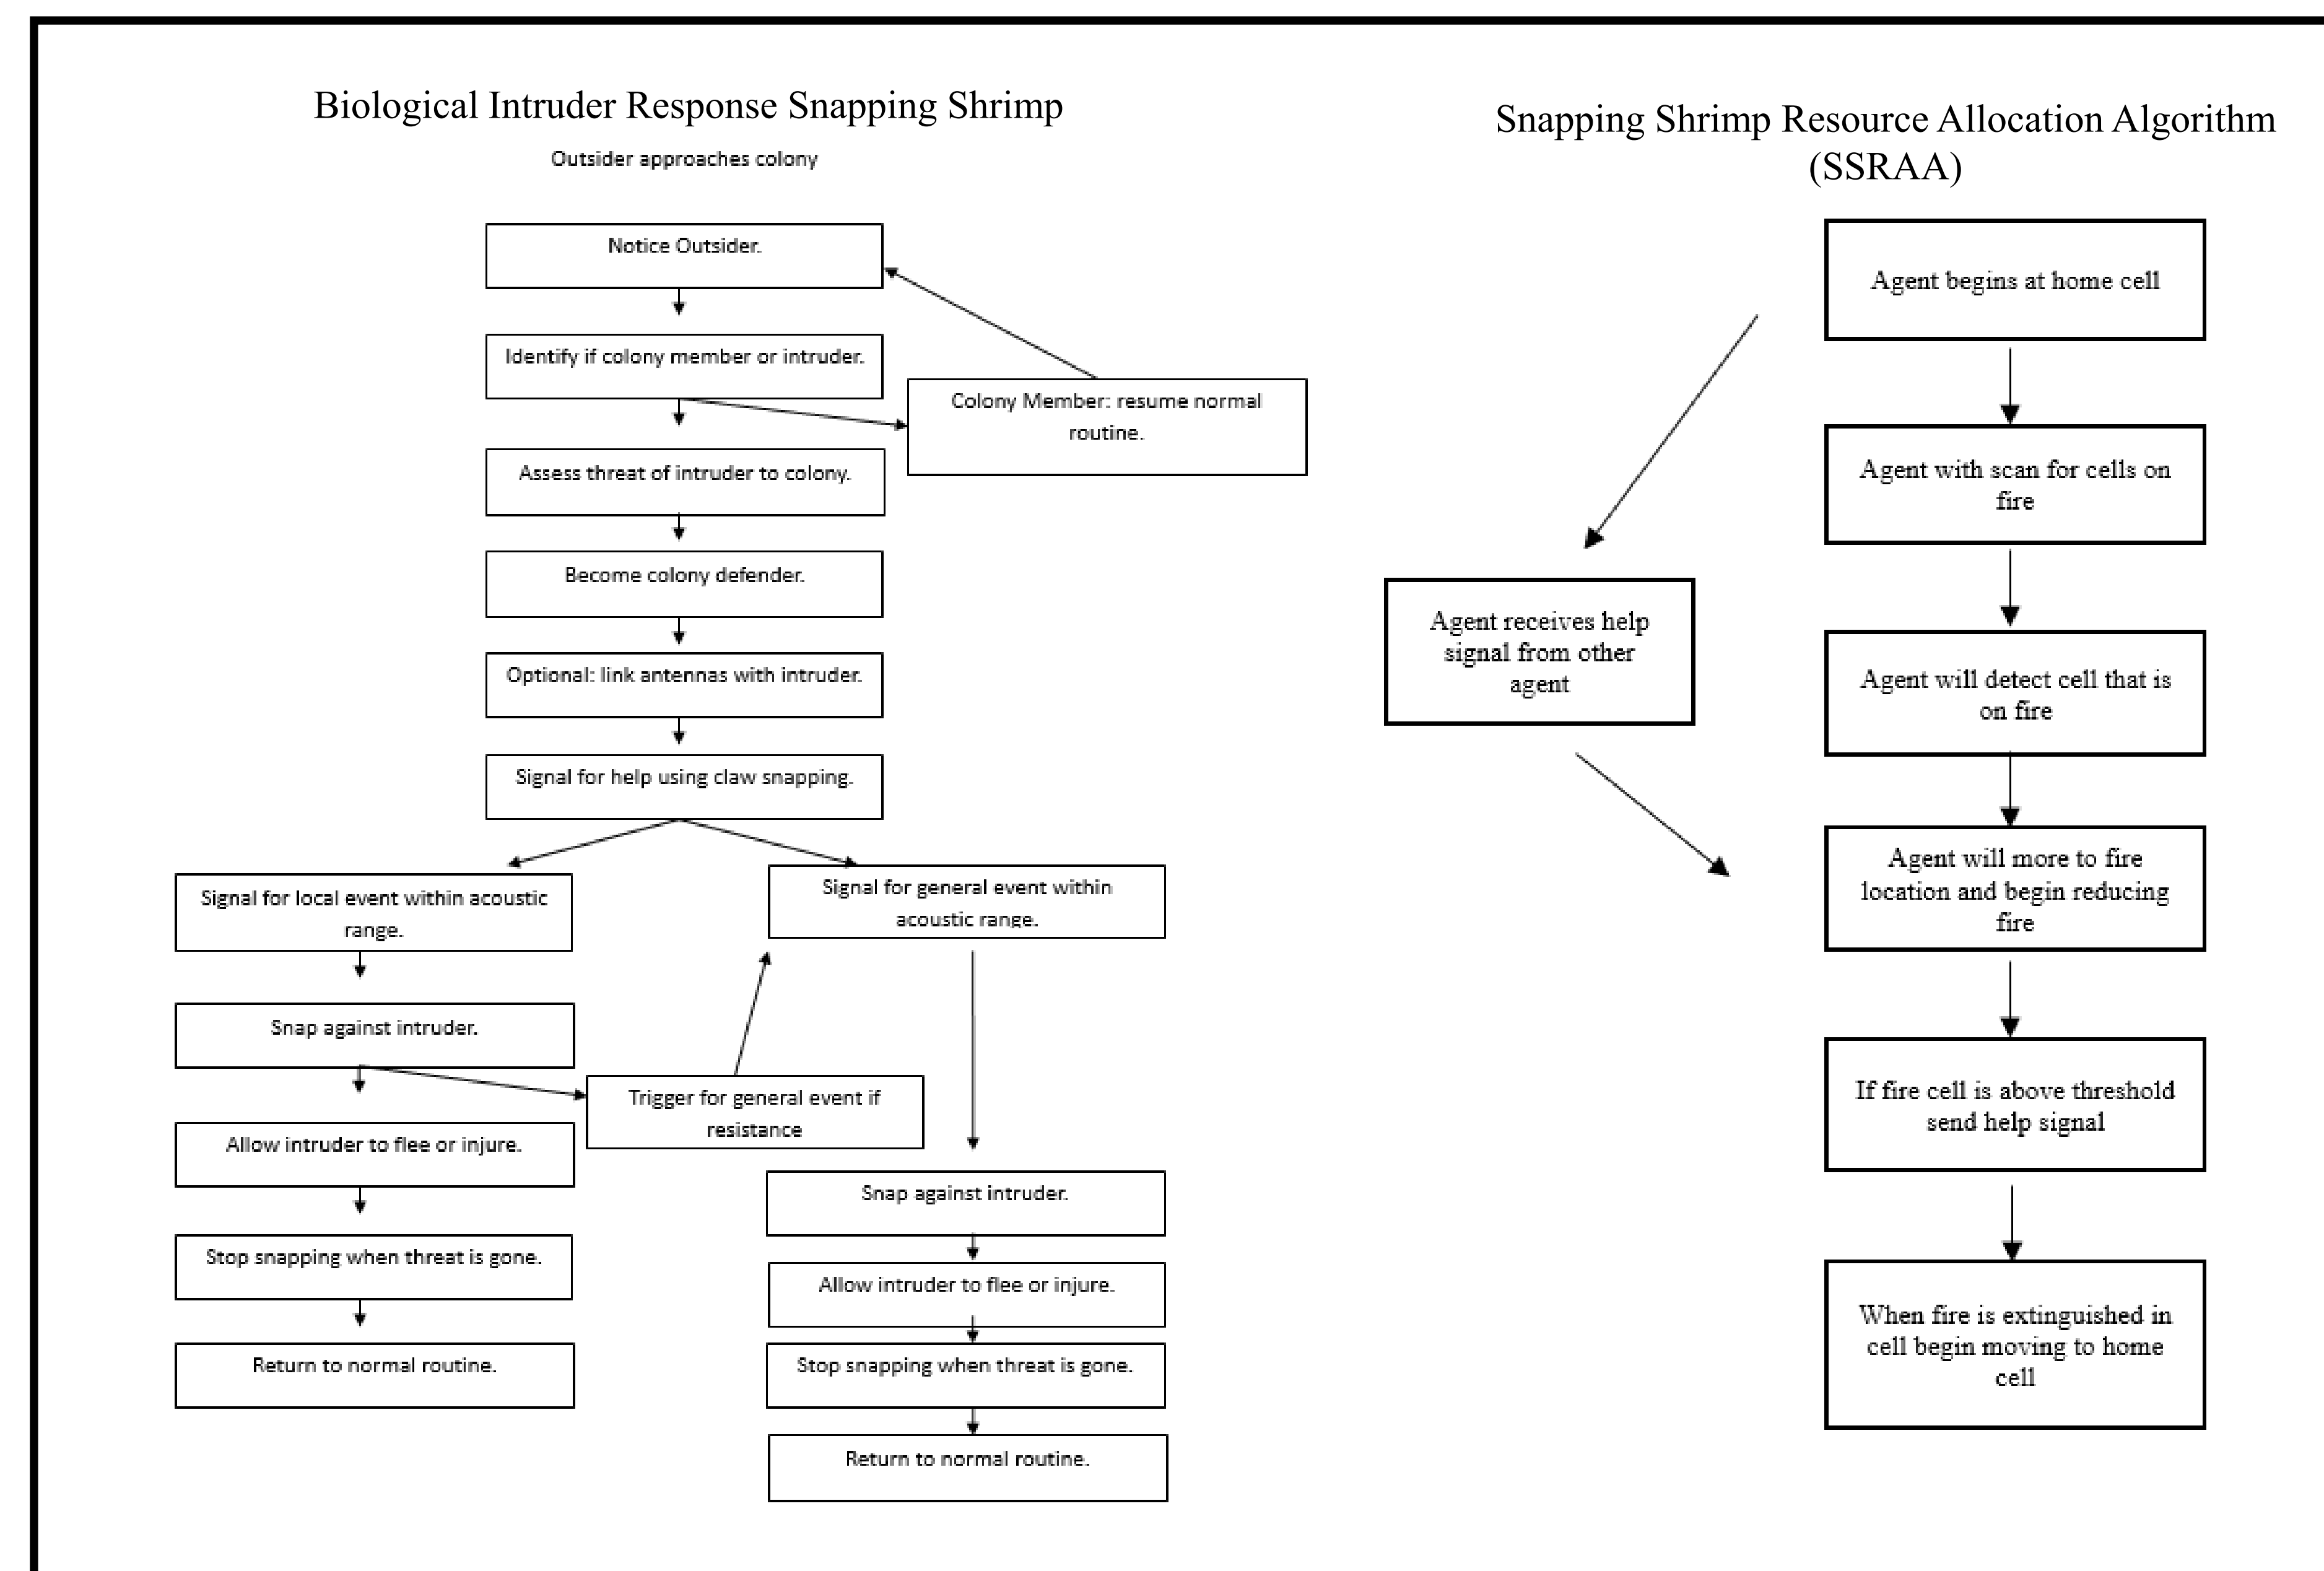 Biological Intruder Response Snapping Shrimp
Outsider approaches colony
Notice Outsider.
Identify if colony member or intruder.
Colony Member: resume normal
routine.
Assess threat of intruder to colony.
Become colony defender.
Optional: link antennas with intruder.
Signal for help using claw snapping.
Signal for local event within acoustic
range.
Signal for general event within
acoustic range.
Snap against intruder.
Trigger for general event if
resistance
Allow intruder to flee or injure.
Stop snapping when threat is gone.
Return to normal routine.
Snap against intruder.
Allow intruder to flee or injure.
Stop snapping when threat is gone.
Return to normal routine.
Snapping Shrimp Resource Allocation Algorithm
(SSRAA)
Agent begins at home cell
Agent with scan for cells on
fire
Agent receives help
signal from other
agent
Agent will detect cell that is
on fire
Agent will more to fire
location and begin reducing
fire
If fire cell is above threshold
send help signal
When fire is extinguished in
cell begin moving to home
cell